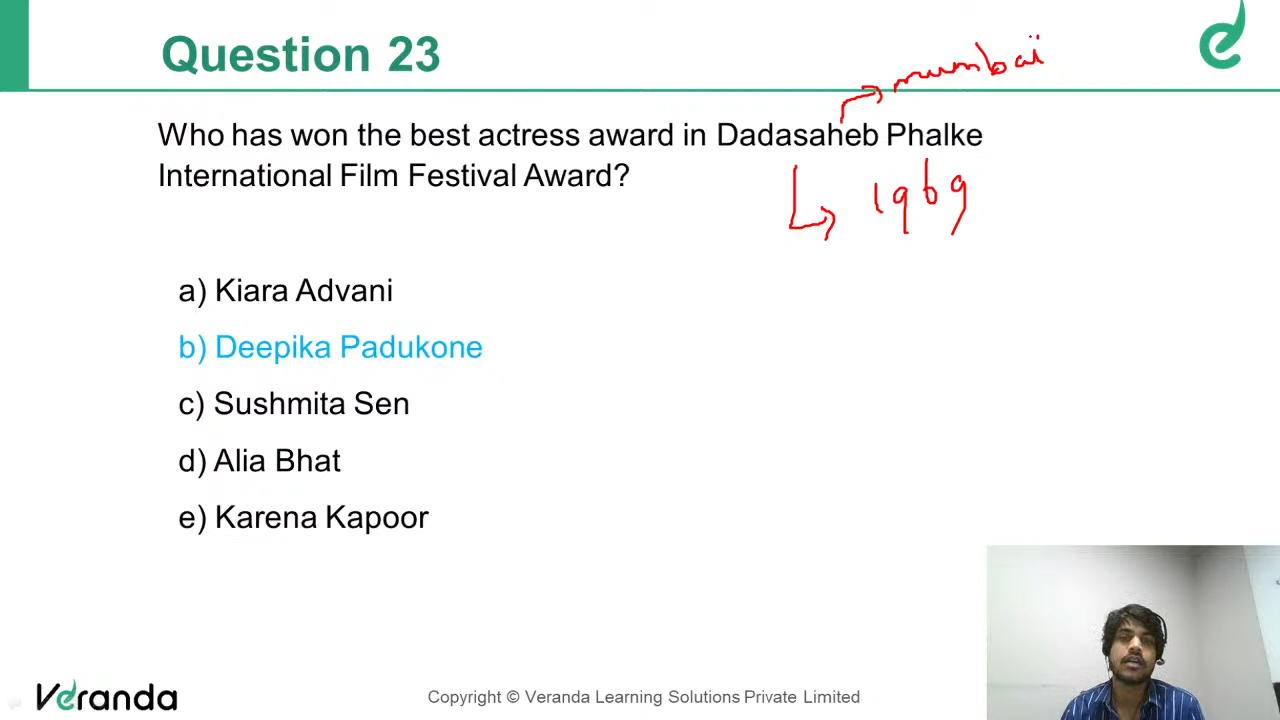 Question 23
mumbai
Who has won the best actress award in Dadasaheb Phalke
International Film Festival Award?
1969
a) Kiara Advani
b) Deepika Padukone
c) Sushmita Sen
d) Alia Bhat
e) Karena Kapoor
Veranda
Copyright © Veranda Learning Solutions Private Limited